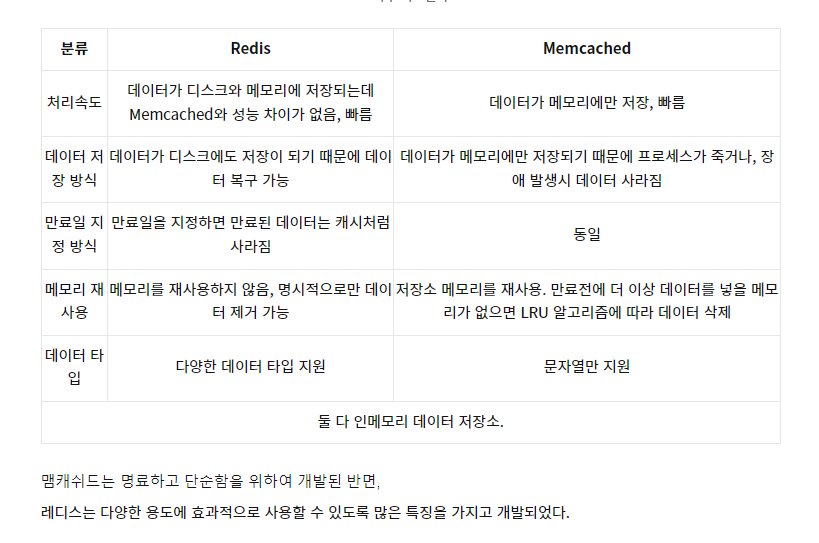 분류 Redis Memcached
처리속도 데이터가 디스크와 메모리에 저장되는데 Memcached와 성능 차이가 없음, 빠름 데이터가 메모리에만 저장, 빠름
데이터 저장 방식 데이터가 디스크에도 저장이 되기 때문에 데이터 복구 가능 데이터가 메모리에만 저장되기 때문에 프로세스가 죽거나, 장애 발생시 데이터 사라짐
만료일 지정 방식 만료일을 지정하면 만료된 데이터는 캐시처럼 사라짐 동일
메모리 재사용 메모리를 재사용하지 않음, 명시적으로만 데이터 제거 가능 저장소 메모리를 재사용. 만료전에 더 이상 데이터를 넣을 메모리가 없으면 LRU 알고리즘에 따라 데이터 삭제
데이터 타입 다양한 데이터 타입 지원 문자열만 지원
둘 다 인메모리 데이터 저장소.
맴캐쉬드는 명료하고 단순함을 위하여 개발된 반면,
레디스는 다양한 용도에 효과적으로 사용할 수 있도록 많은 특징을 가지고 개발되었다.